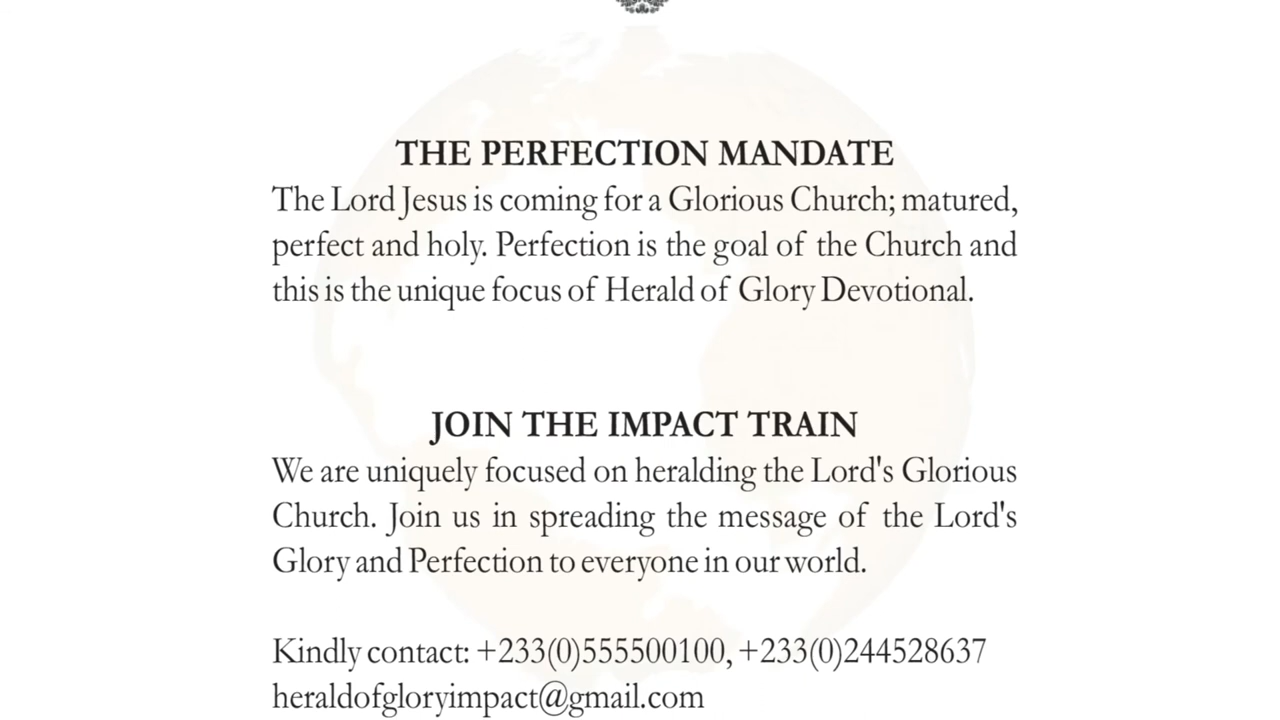 THE PERFECTION MANDATE
The Lord Jesus is coming for a Glorious Church; matured,
perfect and holy. Perfection is the goal of the Church and
this is the unique focus of Herald of Glory Devotional.
JOIN THE IMPACT TRAIN
We are uniquely focused on heralding the Lord's Glorious
Church. Join us in spreading the message of the Lord's
Glory and Perfection to everyone in our world.
Kindly contact: +233(0)555500100, +233(0)244528637
heraldofgloryimpact@gmail.com